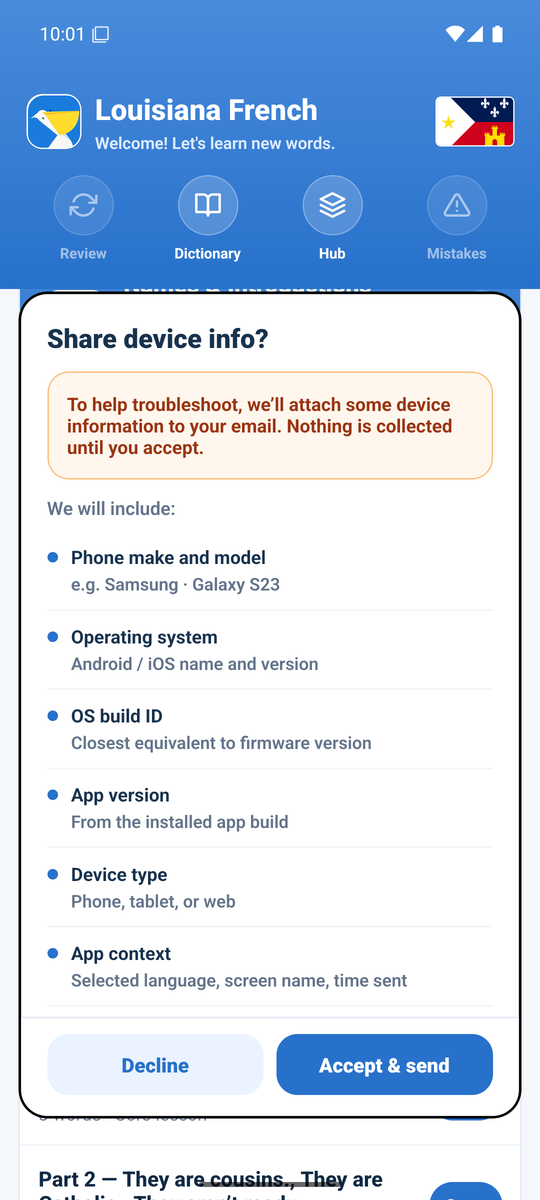 10:01
Louisiana French
Welcome! Let's learn new words.
Review
Dictionary
Hub
Mistakes
Names & Introductions
Share device info?
To help troubleshoot, we’ll attach some device
information to your email. Nothing is collected
until you accept.
We will include:
Phone make and model
e.g. Samsung · Galaxy S23
Operating system
Android / iOS name and version
OS build ID
Closest equivalent to firmware version
App version
From the installed app build
Device type
Phone, tablet, or web
App context
Selected language, screen name, time sent
Decline
Accept & send
Part 2 — They are cousins., They are